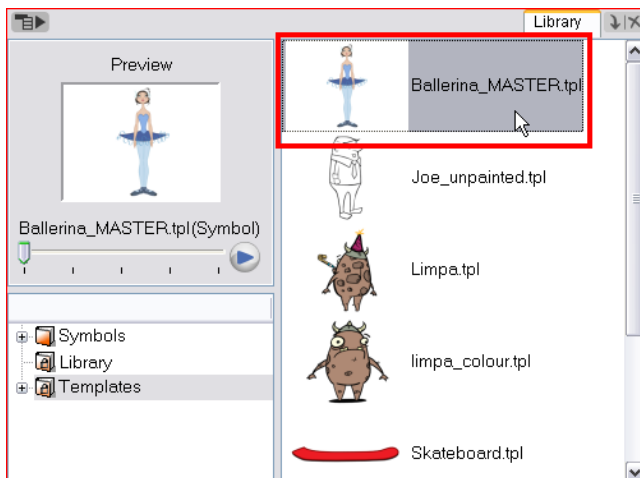 Library
Preview
Ballerina_MASTER.tpl(Symbol)
Symbols
Library
Templates
Ballerina_MASTER.tpl
Joe_unpainted.tpl
Limpa.tpl
limpa_colour.tpl
Skateboard.tpl